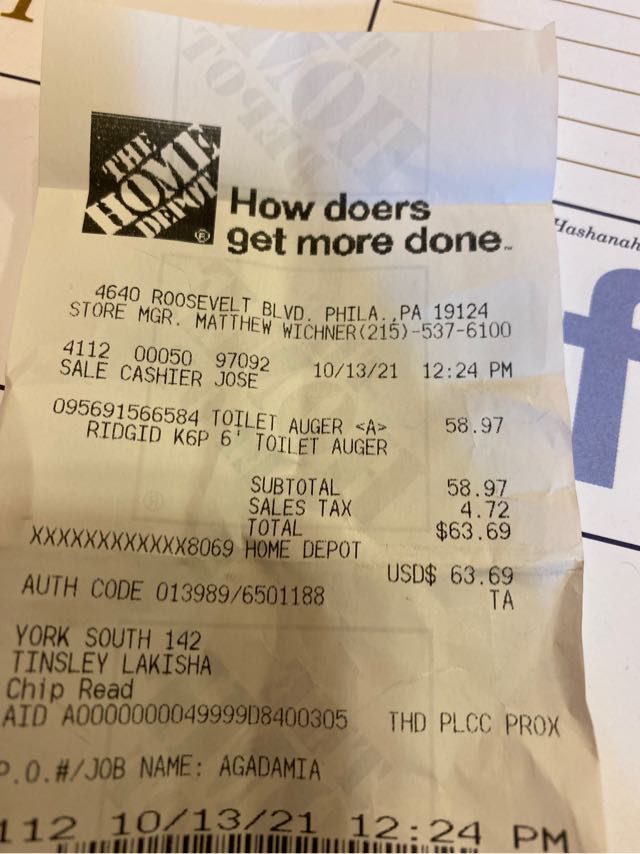 THE
HOME
DEPOT
®
How doers
get more done™
4640 ROOSEVELT BLVD. PHILA.,PA 19124
STORE MGR. MATTHEW WICHNER(215)-537-6100
4112 00050 97092 10/13/21 12:24 PM
SALE CASHIER JOSE
095691566584 TOILET AUGER <A> 58.97
RIDGID K6P 6' TOILET AUGER
SUBTOTAL 58.97
SALES TAX 4.72
TOTAL $63.69
XXXXXXXXXXXX8069 HOME DEPOT
USD$ 63.69
AUTH CODE 013989/6501188 TA
YORK SOUTH 142
TINSLEY LAKISHA
Chip Read
AID A0000000049999D8400305 THD PLCC PROX
P.O.#/JOB NAME: AGADAMIA
112 10/13/21 12:24 PM
Hashanah
f